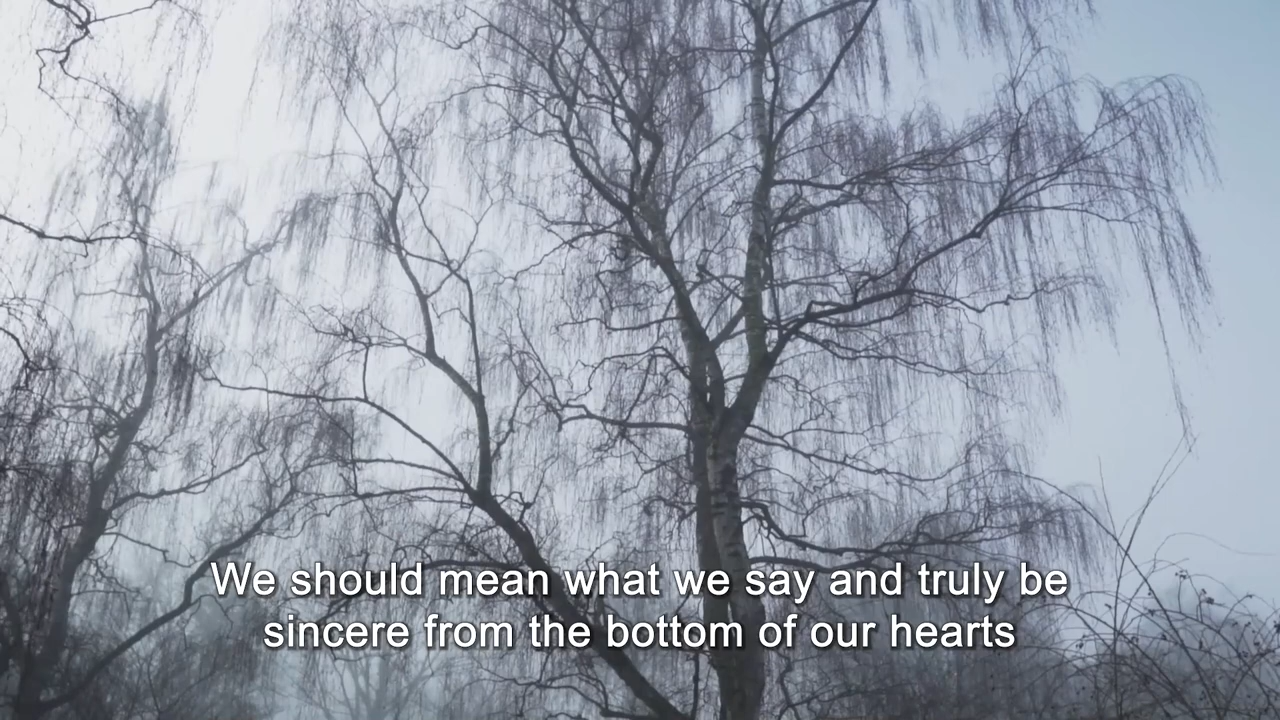 We should mean what we say and truly be
sincere from the bottom of our hearts